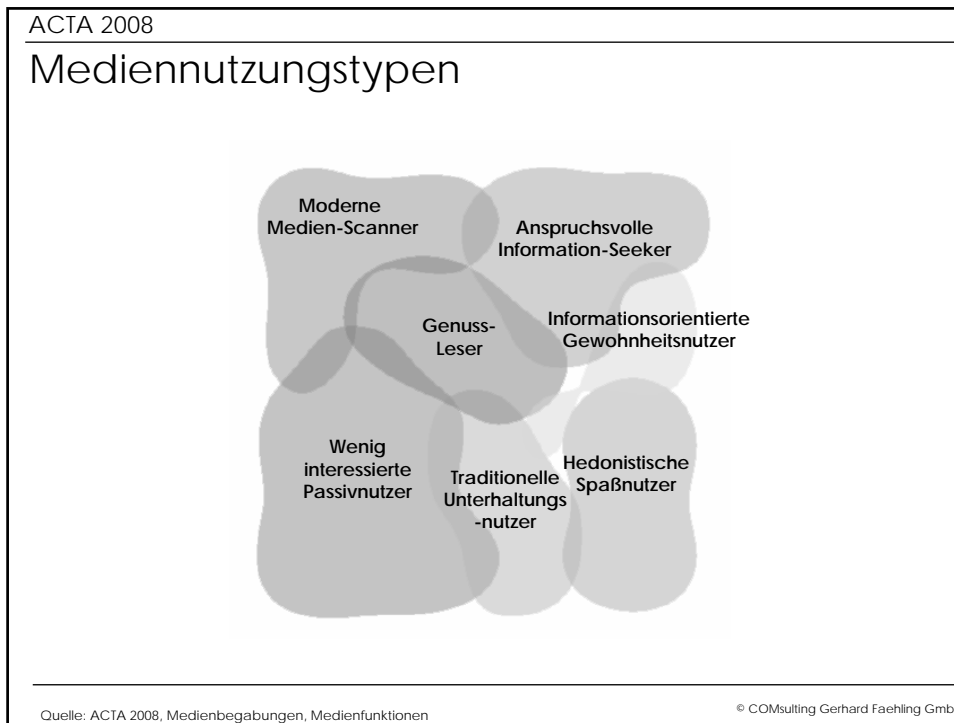 ACTA 2008
Mediennutzungstypen
Moderne
Medien-Scanner
Anspruchsvolle
Information-Seeker
Genuss-
Leser
Informationsorientierte
Gewohnheitsnutzer
Wenig
interessierte
Passivnutzer
Traditionelle
Unterhaltungs
-nutzer
Hedonistische
Spaßnutzer
Quelle: ACTA 2008, Medienbegabungen, Medienfunktionen
© COMsulting Gerhard Faehling Gmb